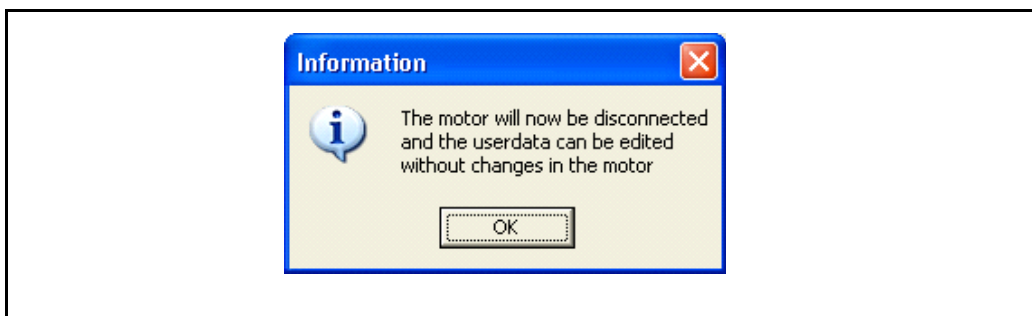 Information
The motor will now be disconnected
and the userdata can be edited
without changes in the motor
OK